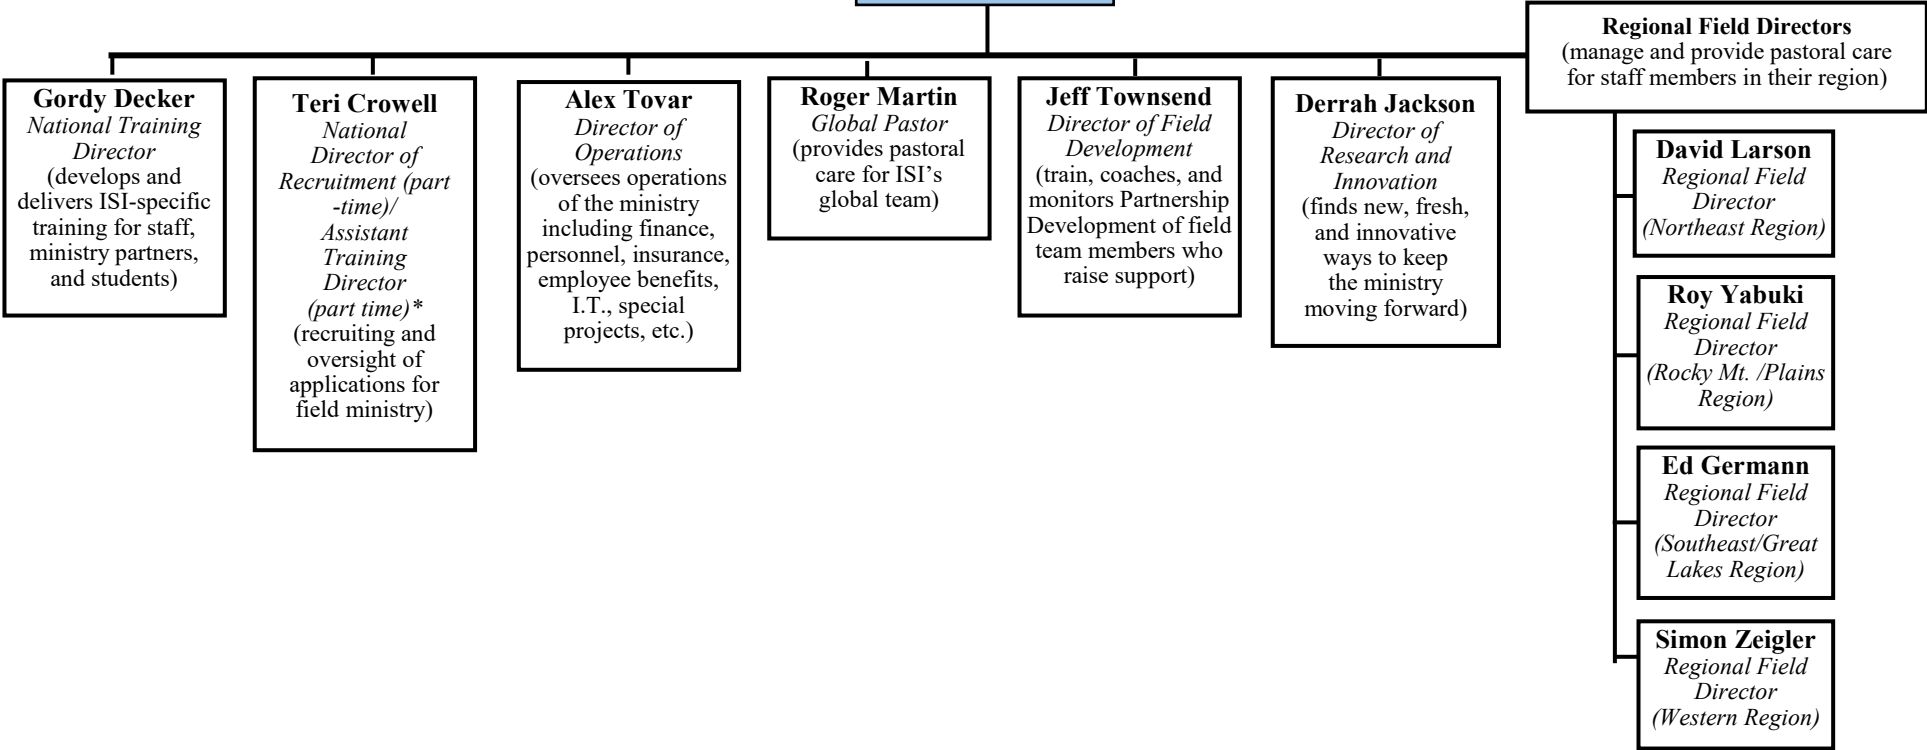 Regional Field Directors
(manage and provide pastoral care
for staff members in their region)
Gordy Decker
National Training
Director
(develops and
delivers ISI-specific
training for staff,
ministry partners,
and students)
Teri Crowell
National
Director of
Recruitment (part
-time)/
Assistant
Training
Director
(part time)*
(recruiting and
oversight of
applications for
field ministry)
Alex Tovar
Director of
Operations
(oversees operations
of the ministry
including finance,
personnel, insurance,
employee benefits,
I.T., special
projects, etc.)
Roger Martin
Global Pastor
(provides pastoral
care for ISI’s
global team)
Jeff Townsend
Director of Field
Development
(train, coaches, and
monitors Partnership
Development of field
team members who
raise support)
Derrah Jackson
Director of
Research and
Innovation
(finds new, fresh,
and innovative
ways to keep
the ministry
moving forward)
David Larson
Regional Field
Director
(Northeast Region)
Roy Yabuki
Regional Field
Director
(Rocky Mt. /Plains
Region)
Ed Germann
Regional Field
Director
(Southeast/Great
Lakes Region)
Simon Zeigler
Regional Field
Director
(Western Region)